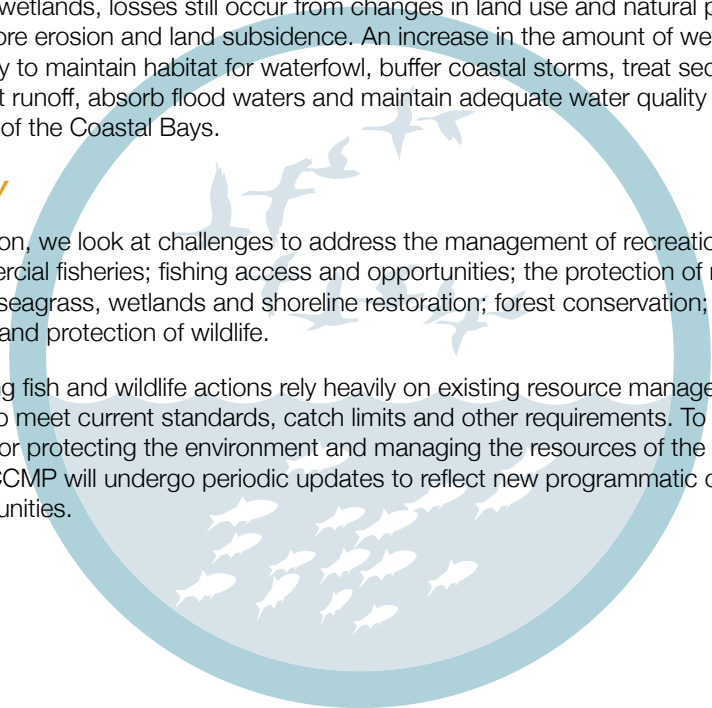 wetlands, losses still occur from changes in land use and natural p
ore erosion and land subsidence. An increase in the amount of we
y to maintain habitat for waterfowl, buffer coastal storms, treat sed
t runoff, absorb flood waters and maintain adequate water quality
of the Coastal Bays.
y
on, we look at challenges to address the management of recreatio
ercial fisheries; fishing access and opportunities; the protection of r
seagrass, wetlands and shoreline restoration; forest conservation;
and protection of wildlife.
ng fish and wildlife actions rely heavily on existing resource manage
o meet current standards, catch limits and other requirements. To
or protecting the environment and managing the resources of the
CCMP will undergo periodic updates to reflect new programmatic c
unities.